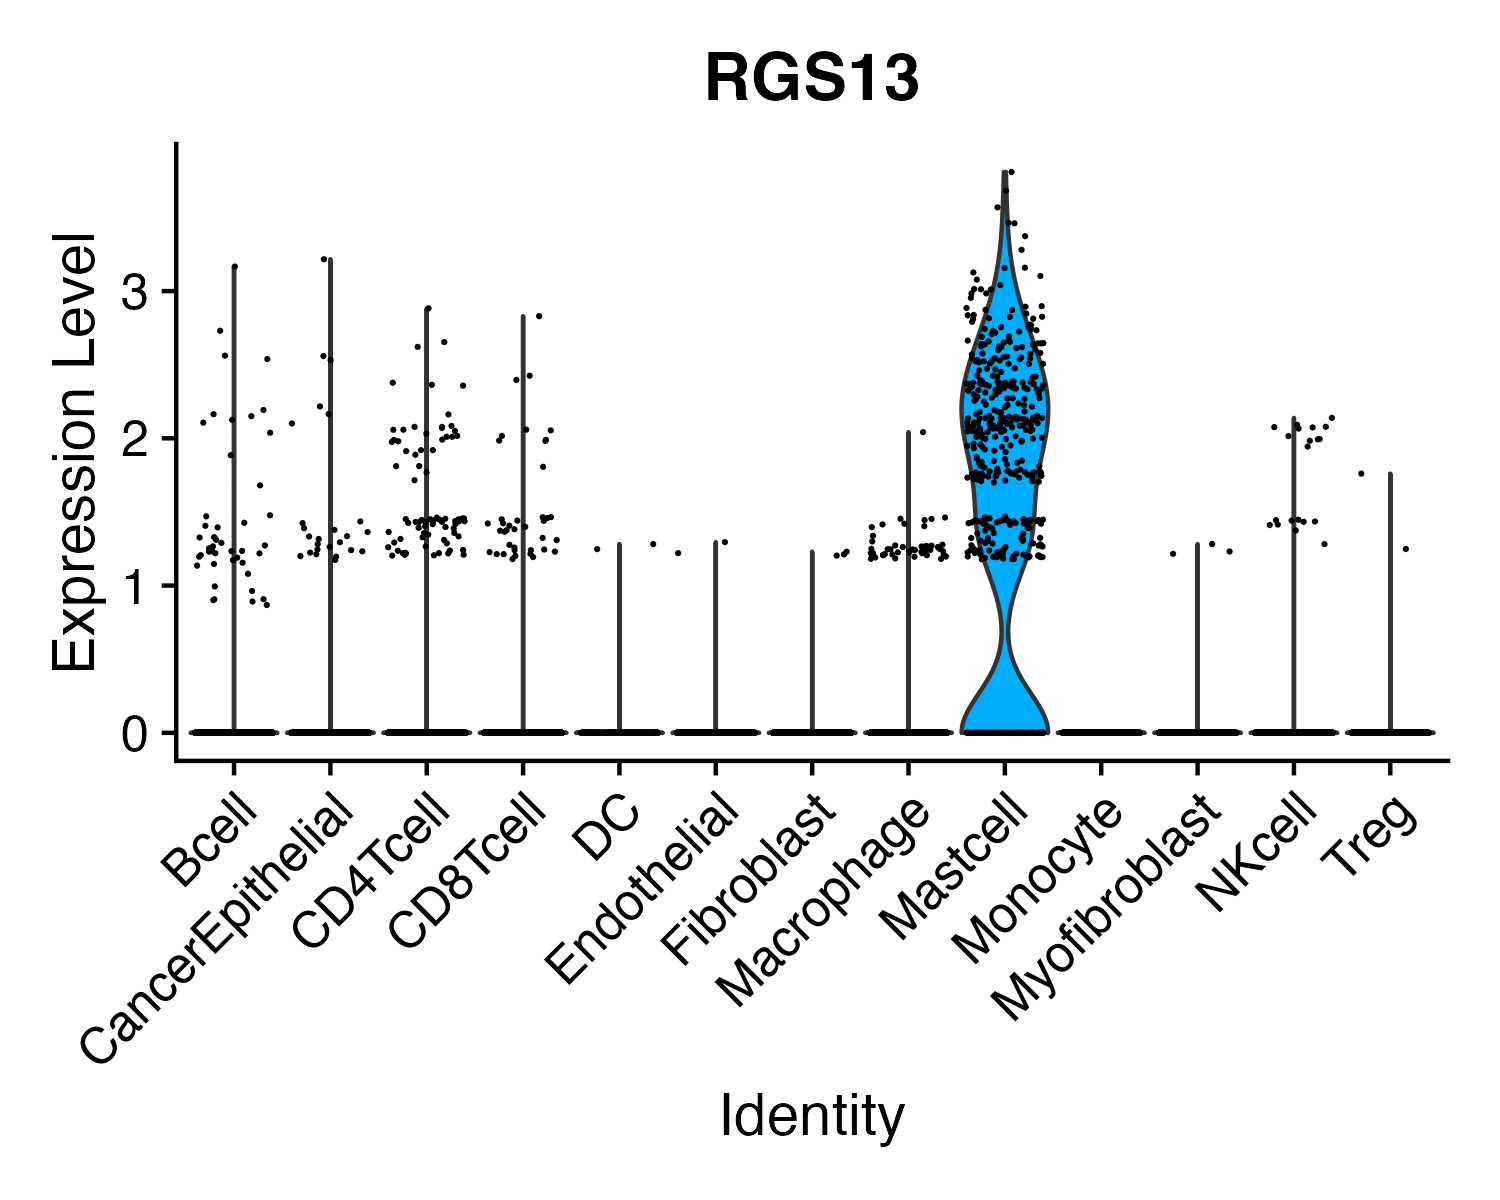 RGS13
Expression Level
3
2
1
0
Bcell
CancerEpithelial
CD4Tcell
CD8Tcell
DC
Endothelial
Fibroblast
Macrophage
Mastcell
Monocyte
Myofibroblast
NKcell
Treg
Identity